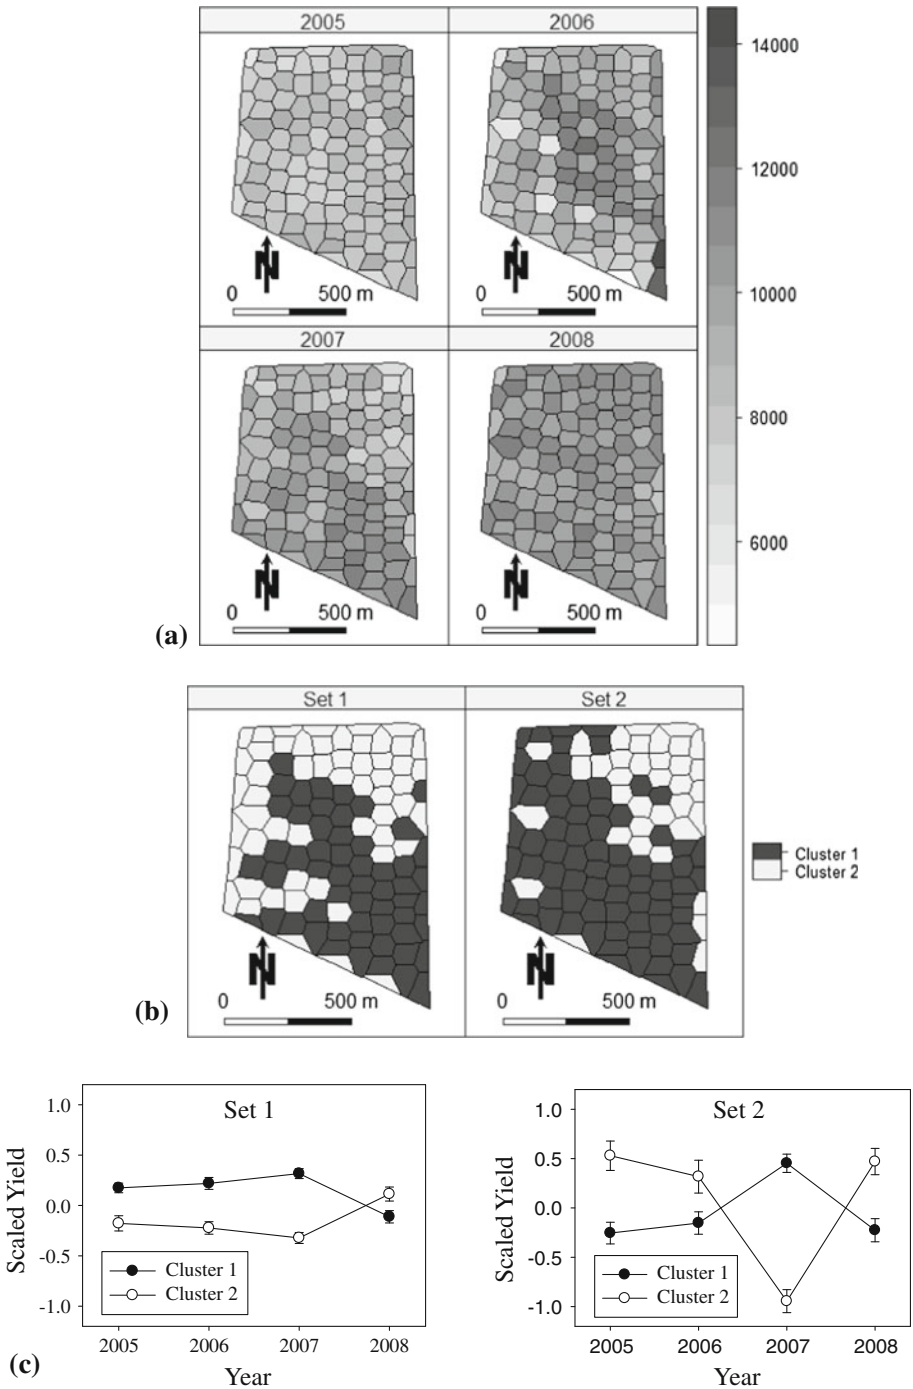 2005 2006
14000
12000
10000
8000
6000
N N
0 500 m 0 500 m
2007 2008
N N
0 500 m 0 500 m
(a)
Set 1 Set 2
Cluster 1
Cluster 2
N N
0 500 m 0 500 m
(b)
Set 1
1.0
0.5
0.0
-0.5
-1.0
Scaled Yield
Cluster 1
Cluster 2
2005 2006 2007 2008
Year
Set 2
1.0
0.5
0.0
-0.5
-1.0
Scaled Yield
Cluster 1
Cluster 2
2005 2006 2007 2008
Year
(c)